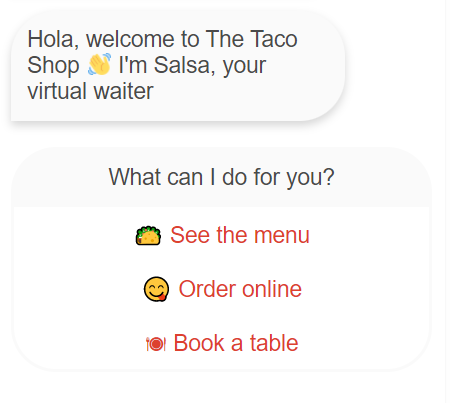 Hola, welcome to The Taco
Shop 👋 I'm Salsa, your
virtual waiter
What can I do for you?
🌮 See the menu
😋 Order online
🍽 Book a table